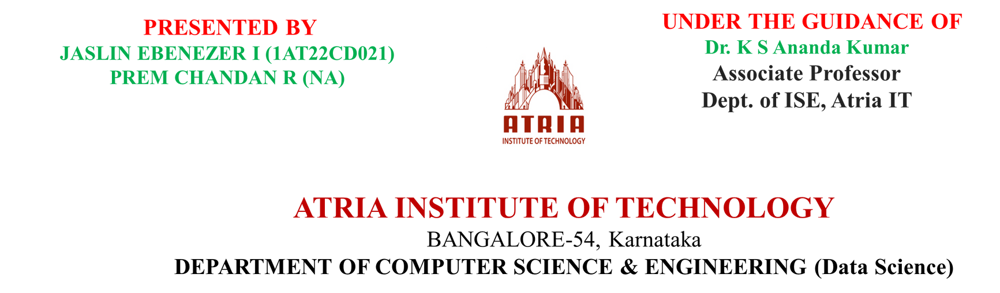 PRESENTED BY
JASLIN EBENEZER I (1AT22CD021)
PREM CHANDAN R (NA)
UNDER THE GUIDANCE OF
Dr. K S Ananda Kumar
Associate Professor
Dept. of ISE, Atria IT
ATRIA
INSTITUTE OF TECHNOLOGY
ATRIA INSTITUTE OF TECHNOLOGY
BANGALORE-54, Karnataka
DEPARTMENT OF COMPUTER SCIENCE & ENGINEERING (Data Science)